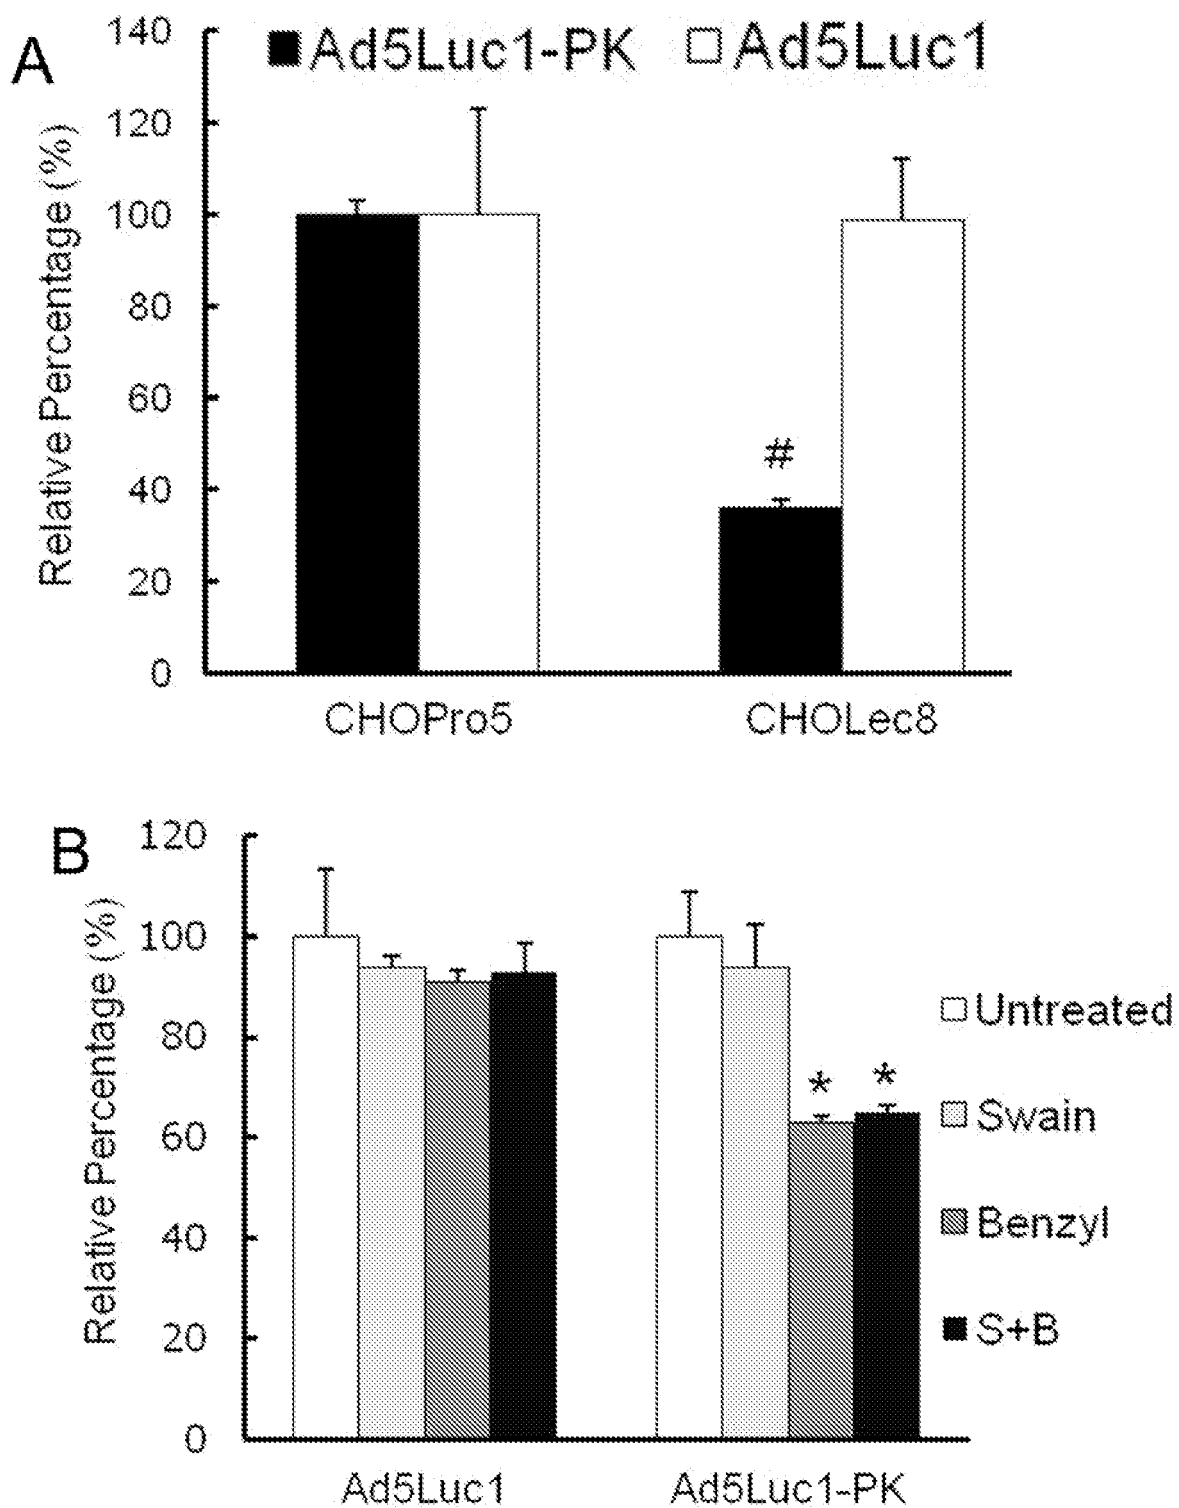 A
140
Ad5Luc1-PK
Ad5Luc1
120
100
80
60
40
20
0
Relative Percentage (%)
#
CHOPro5
CHOLec8
B
120
100
80
60
40
20
0
Relative Percentage (%)
*
*
Untreated
Swain
Benzyl
S+B
Ad5Luc1
Ad5Luc1-PK